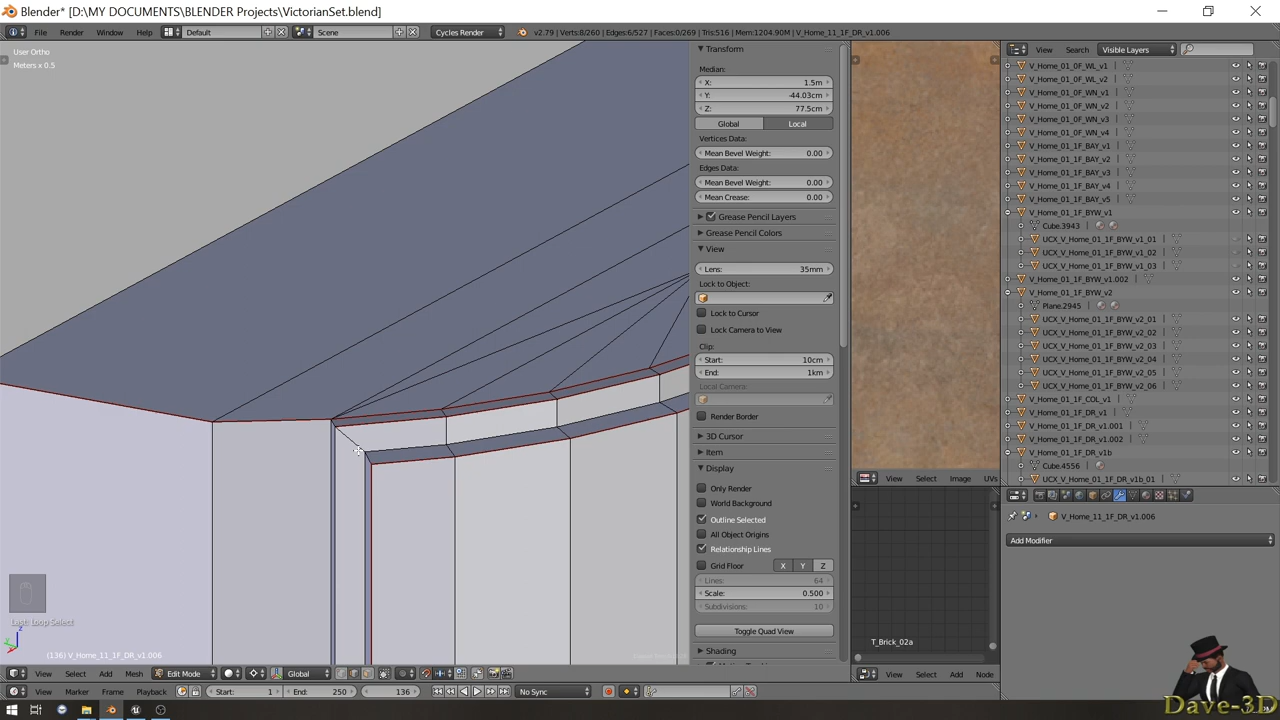 Blender* [D:\MY DOCUMENTS\BLENDER Projects\VictorianSet.blend]
File Render Window Help Default Scene Cycles Render v2.79 | Verts:8/260 | Edges:6/527 | Faces:0/269 | Tris:516 | Mem:1204.90M | V_Home_11_1F_DR_v1.006
User Ortho
Meters x 0.5
Transform
Median:
X: 1.5m
Y: -44.03cm
Z: 77.5cm
Global Local
Vertices Data:
Mean Bevel Weight: 0.00
Edges Data:
Mean Bevel Weight: 0.00
Mean Crease: 0.00
Grease Pencil Layers
Grease Pencil Colors
View
Lens: 35mm
Lock to Object:
Lock to Cursor
Lock Camera to View
Clip:
Start: 10cm
End: 1km
Local Camera:
Render Border
3D Cursor
Item
Display
Only Render
World Background
Outline Selected
All Object Origins
Relationship Lines
Grid Floor X Y Z
Lines: 64
Scale: 0.500
Subdivisions: 10
Toggle Quad View
Shading
View Select Image UVs
T_Brick_02a
View Select Add Node
View Search Visible Layers
V_Home_01_0F_WL_v1
V_Home_01_0F_WL_v2
V_Home_01_0F_WN_v1
V_Home_01_0F_WN_v2
V_Home_01_0F_WN_v3
V_Home_01_0F_WN_v4
V_Home_01_1F_BAY_v1
V_Home_01_1F_BAY_v2
V_Home_01_1F_BAY_v3
V_Home_01_1F_BAY_v4
V_Home_01_1F_BAY_v5
V_Home_01_1F_BYW_v1
Cube.3943
UCX_V_Home_01_1F_BYW_v1_01
UCX_V_Home_01_1F_BYW_v1_02
UCX_V_Home_01_1F_BYW_v1_03
V_Home_01_1F_BYW_v1.002
V_Home_01_1F_BYW_v2
Plane.2945
UCX_V_Home_01_1F_BYW_v2_01
UCX_V_Home_01_1F_BYW_v2_02
UCX_V_Home_01_1F_BYW_v2_03
UCX_V_Home_01_1F_BYW_v2_04
UCX_V_Home_01_1F_BYW_v2_05
UCX_V_Home_01_1F_BYW_v2_06
V_Home_01_1F_COL_v1
V_Home_01_1F_DR_v1
V_Home_01_1F_DR_v1.001
V_Home_01_1F_DR_v1.002
V_Home_01_1F_DR_v1b
Cube.4556
UCX_V_Home_01_1F_DR_v1b_01
V_Home_11_1F_DR_v1.006
Add Modifier
Last: Loop Select
(136) V_Home_11_1F_DR_v1.006
View Select Add Mesh Edit Mode Global
View Marker Frame Playback Start: 1 End: 250 136 No Sync
Dave-3D